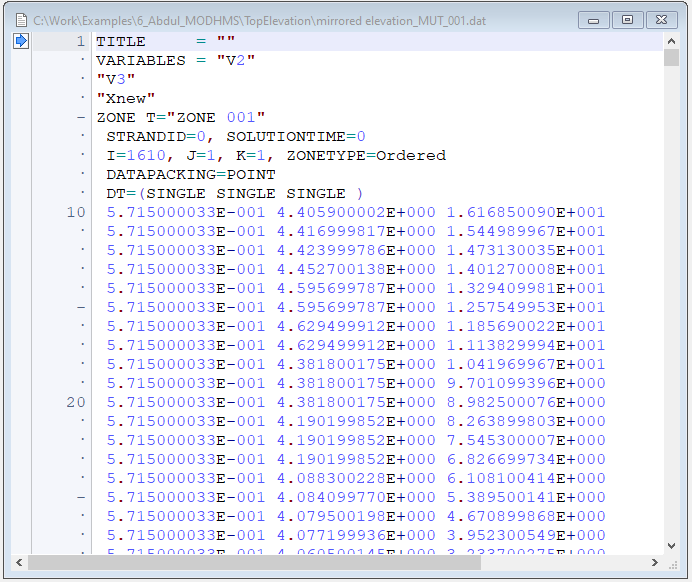 C:\Work\Examples\6_Abdul_MODHMS\TopElevation\mirrored elevation_MUT_001.dat
1 TITLE     = ""
· VARIABLES = "V2"
· "V3"
· "Xnew"
– ZONE T="ZONE 001"
·  STRANDID=0, SOLUTIONTIME=0
·  I=1610, J=1, K=1, ZONETYPE=Ordered
·  DATAPACKING=POINT
·  DT=(SINGLE SINGLE SINGLE )
10  5.715000033E-001 4.405900002E+000 1.616850090E+001
·  5.715000033E-001 4.416999817E+000 1.544989967E+001
·  5.715000033E-001 4.423999786E+000 1.473130035E+001
·  5.715000033E-001 4.452700138E+000 1.401270008E+001
·  5.715000033E-001 4.595699787E+000 1.329409981E+001
–  5.715000033E-001 4.595699787E+000 1.257549953E+001
·  5.715000033E-001 4.629499912E+000 1.185690022E+001
·  5.715000033E-001 4.629499912E+000 1.113829994E+001
·  5.715000033E-001 4.381800175E+000 1.041969967E+001
·  5.715000033E-001 4.381800175E+000 9.701099396E+000
20  5.715000033E-001 4.381800175E+000 8.982500076E+000
·  5.715000033E-001 4.190199852E+000 8.263899803E+000
·  5.715000033E-001 4.190199852E+000 7.545300007E+000
·  5.715000033E-001 4.190199852E+000 6.826699734E+000
·  5.715000033E-001 4.088300228E+000 6.108100414E+000
–  5.715000033E-001 4.084099770E+000 5.389500141E+000
·  5.715000033E-001 4.079500198E+000 4.670899868E+000
·  5.715000033E-001 4.077199936E+000 3.952300549E+000
·  5.715000033E-001 4.060500145E+000 3.233700275E+000